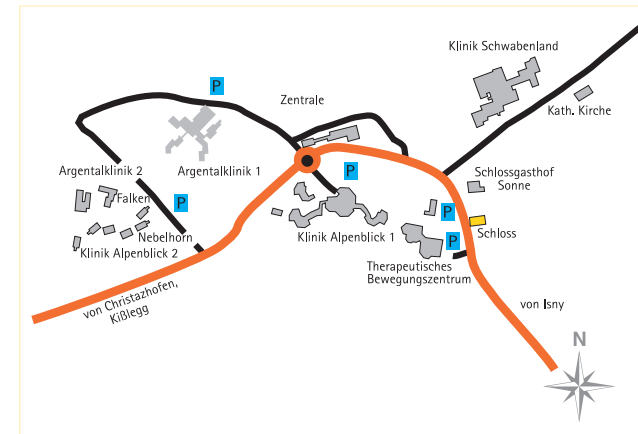 Klinik Schwabenland
P
Zentrale
Kath. Kirche
Argentalklinik 2
Argentalklinik 1
P
Schlossgasthof
Sonne
Falken
P
P
Schloss
Nebelhorn
Klinik Alpenblick 1
P
Klinik Alpenblick 2
Therapeutisches
Bewegungszentrum
von Christazhofen,
Kißlegg
von Isny
N